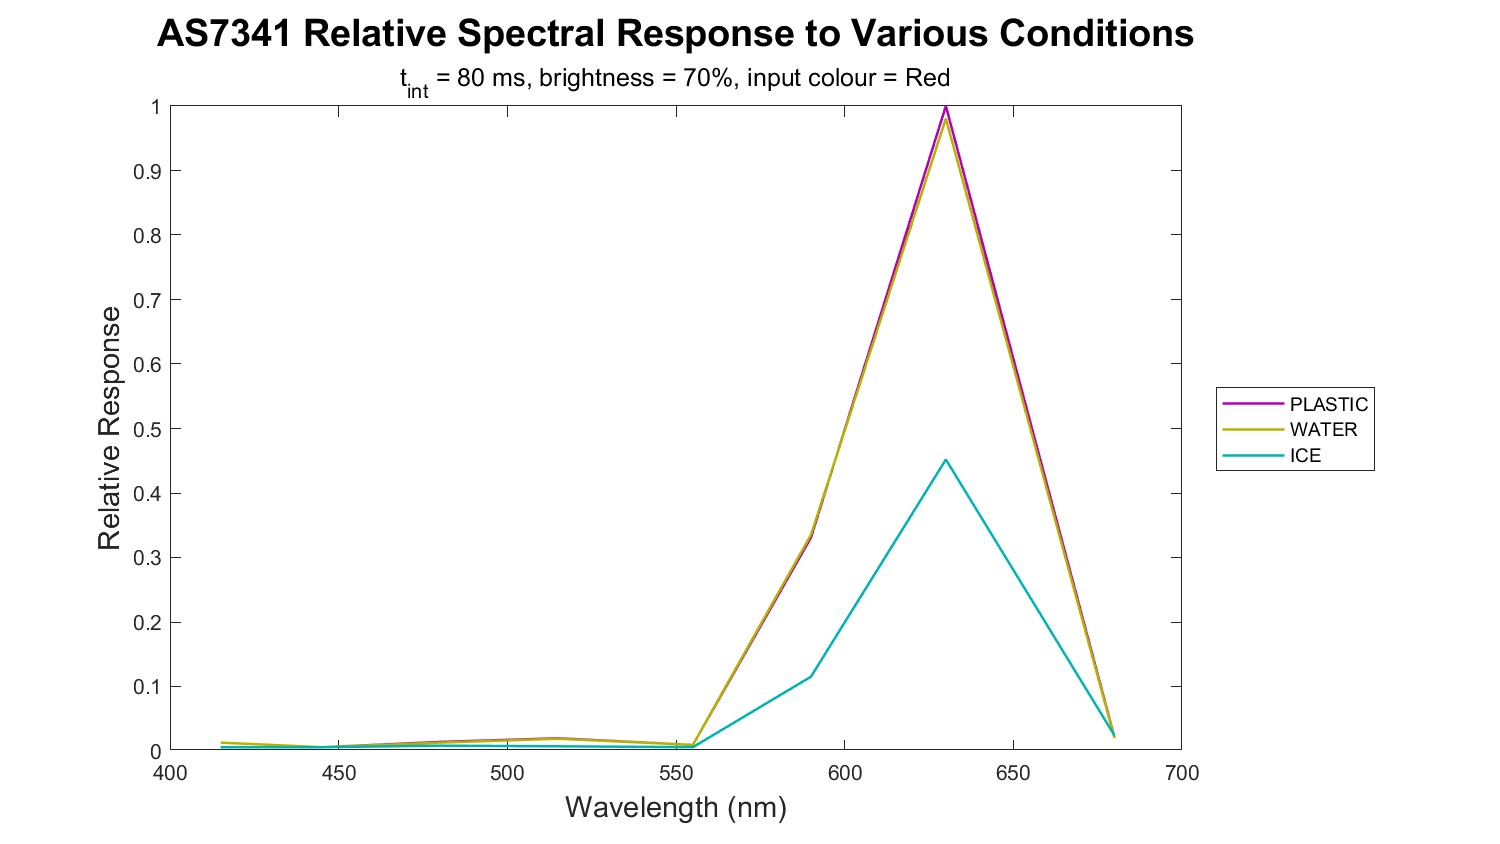 AS7341 Relative Spectral Response to Various Conditions
t_int = 80 ms, brightness = 70%, input colour = Red
1
0.9
0.8
0.7
0.6
0.5
0.4
0.3
0.2
0.1
0
Relative Response
400 450 500 550 600 650 700
Wavelength (nm)
PLASTIC
WATER
ICE